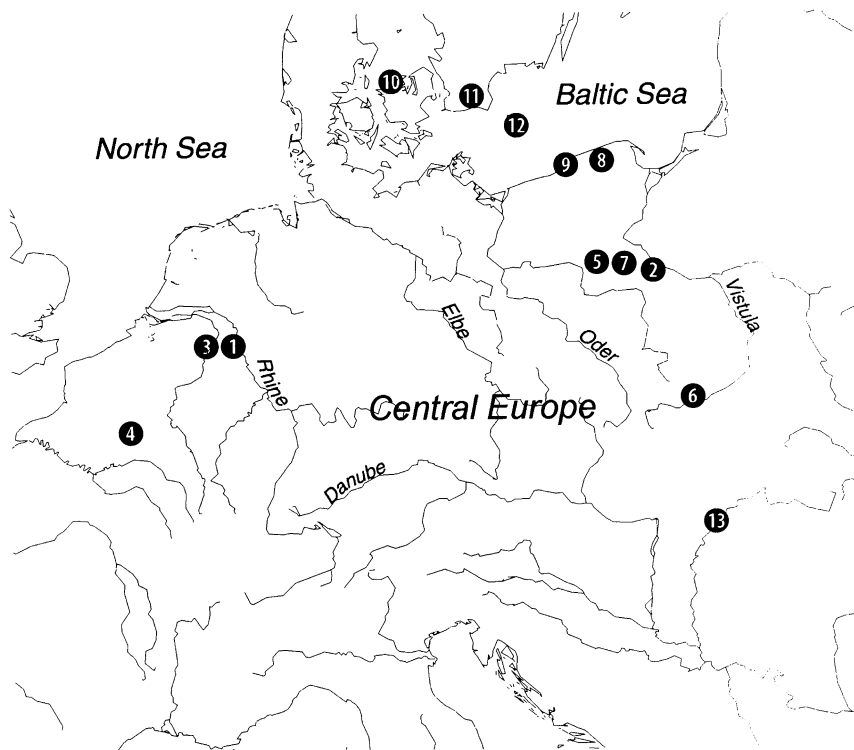 10
11
Baltic Sea
12
North Sea
9
8
5
7
2
Vistula
Elbe
Oder
3
1
Rhine
6
Central Europe
4
Danube
13